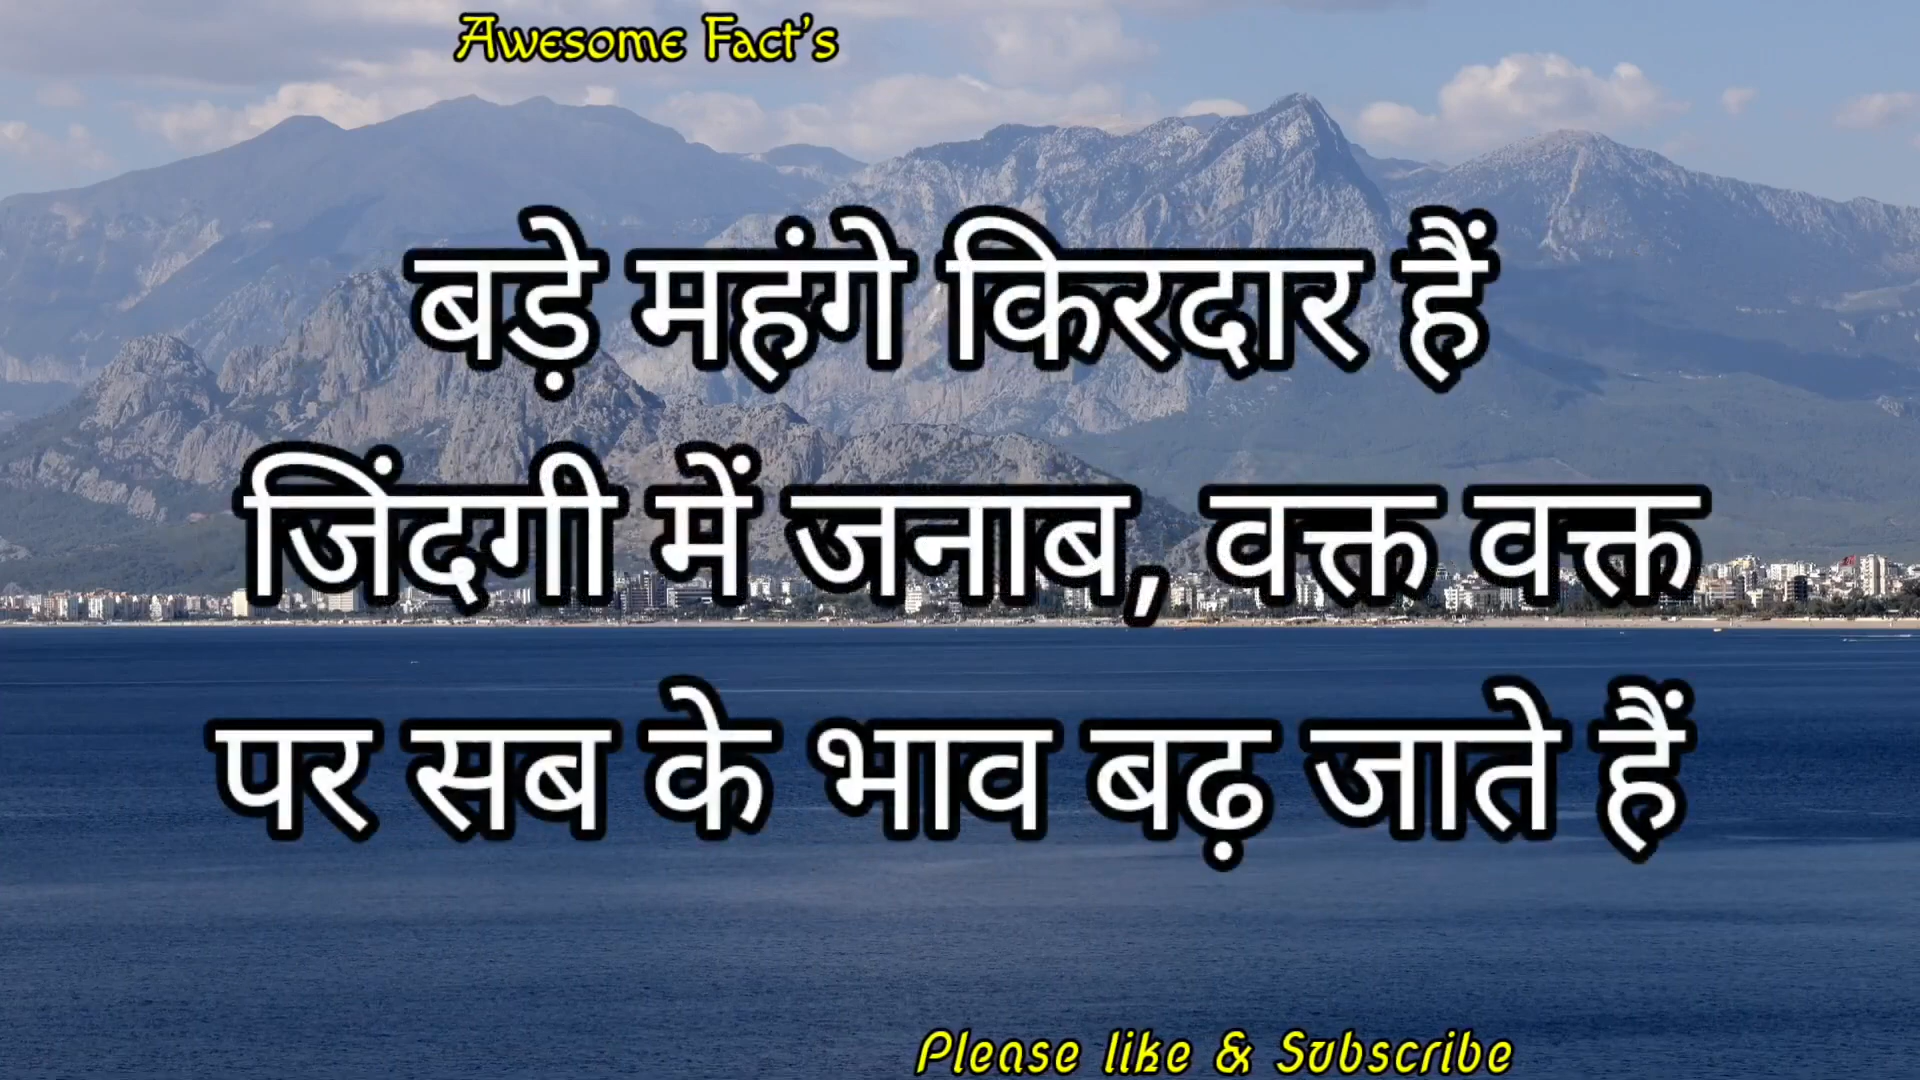 Awesome Fact's
बड़े महंगे किरदार हैं
जिंदगी में जनाब, वक्त वक्त
पर सब के भाव बढ़ जाते हैं
Please like & Subscribe